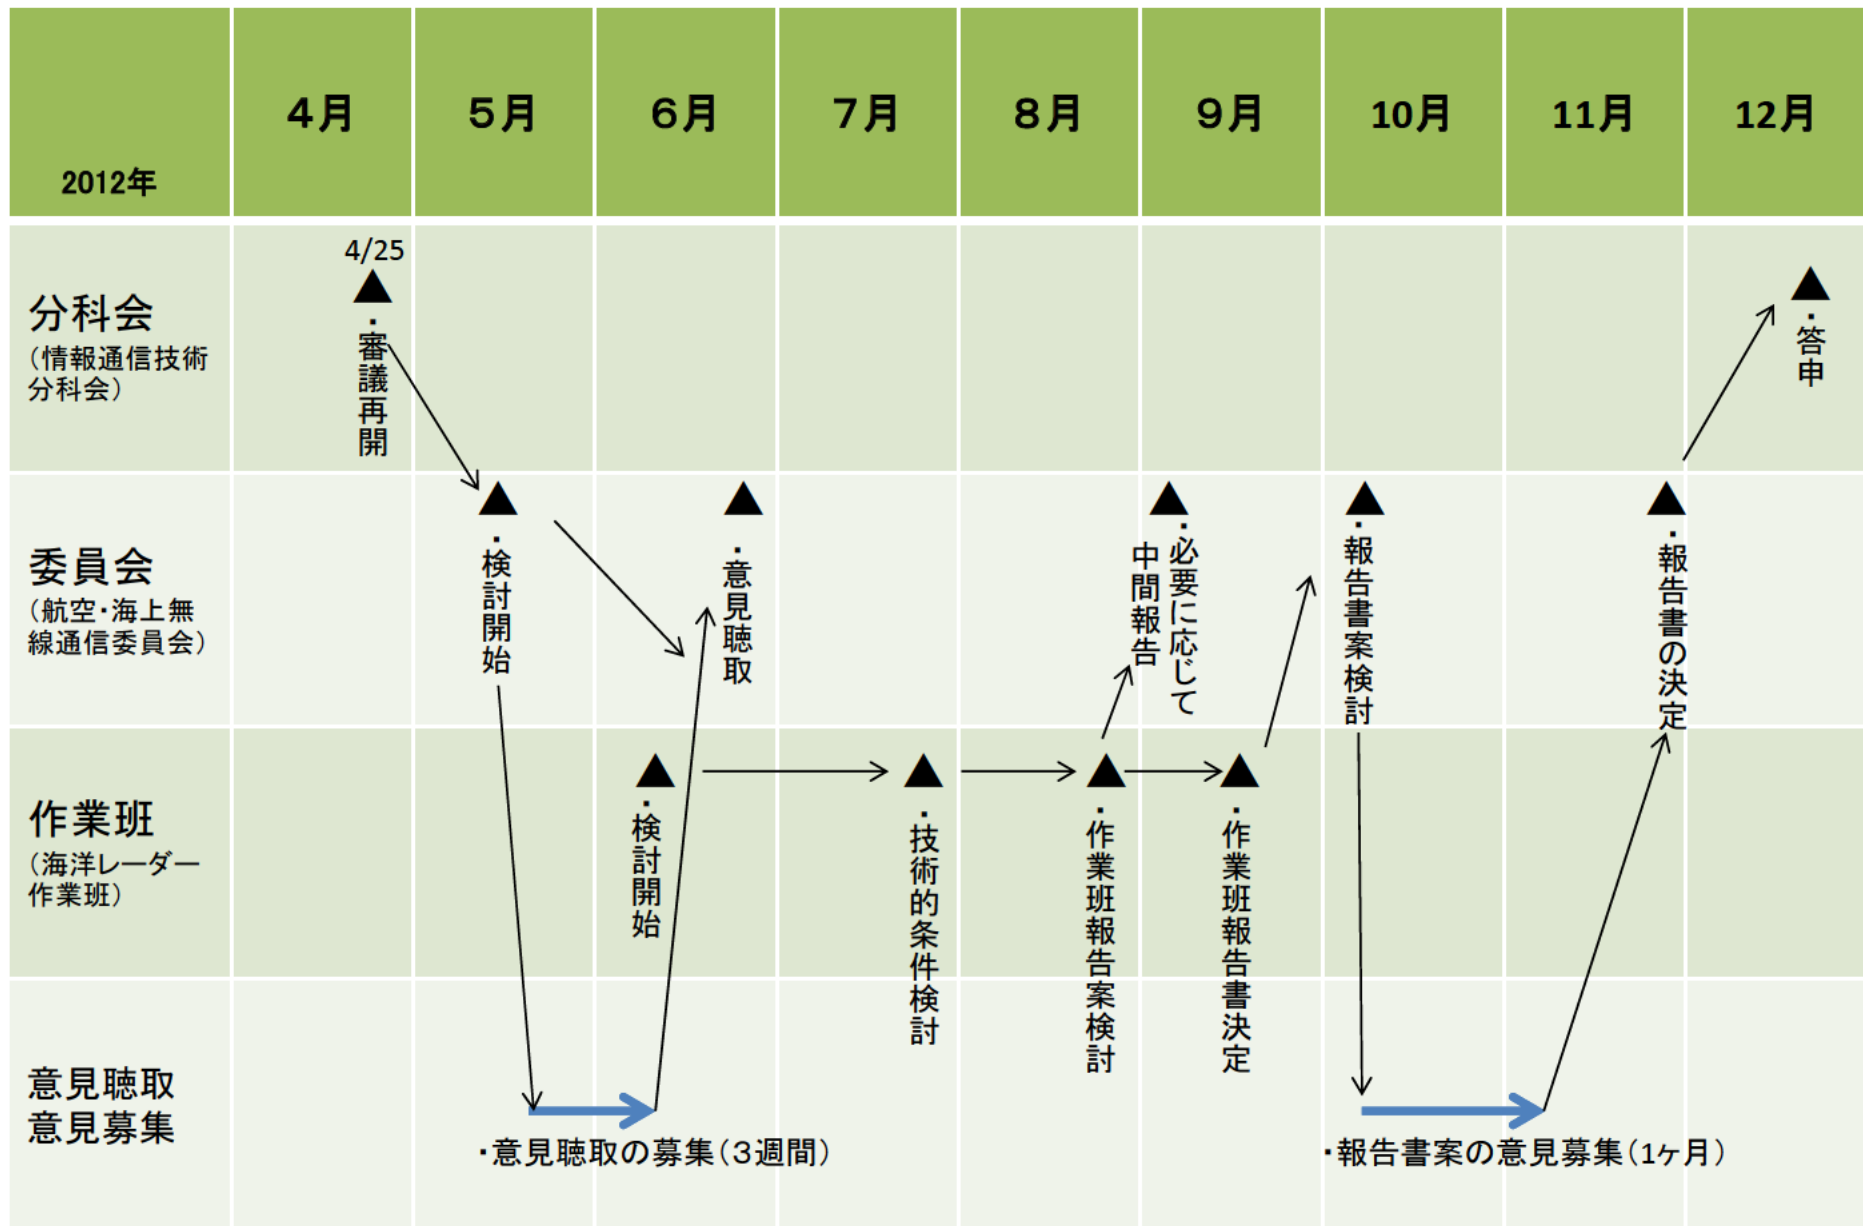 2012年
４月
５月
６月
７月
８月
９月
10月
11月
12月
分科会
（情報通信技術
分科会）
4/25
▲
・審議再開
▲
・答申
委員会
（航空・海上無
線通信委員会）
▲
・検討開始
▲
・意見聴取
▲
・必要に応じて
中間報告
▲
・報告書案検討
▲
・報告書の決定
作業班
（海洋レーダー
作業班）
▲
・検討開始
▲
・技術的条件検討
▲
・作業班報告案検討
▲
・作業班報告書決定
意見聴取
意見募集
・意見聴取の募集（３週間）
・報告書案の意見募集（1ヶ月）